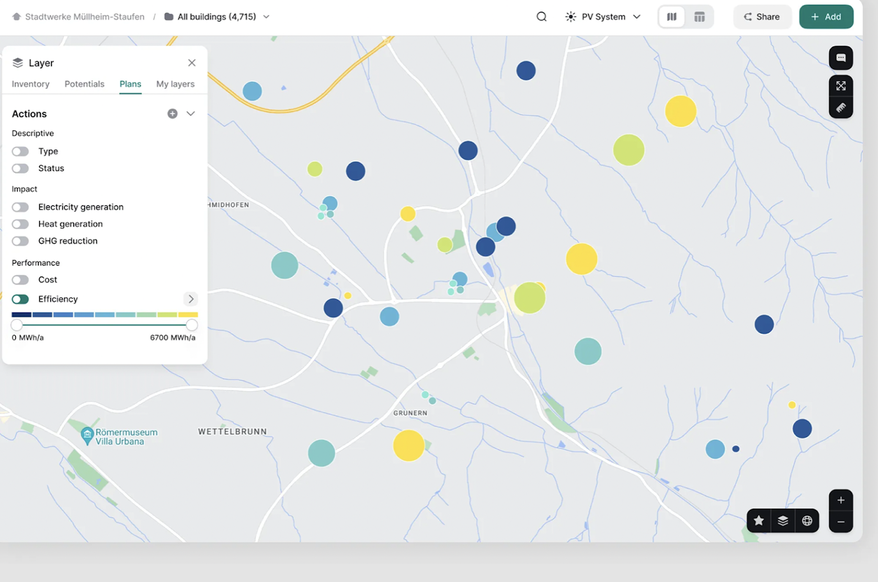 Stadtwerke Müllheim-Staufen / All buildings (4,715)
PV System
Share
+ Add
Layer
Inventory Potentials Plans My layers
Actions
Descriptive
Type
Status
Impact
Electricity generation
Heat generation
GHG reduction
Performance
Cost
Efficiency
0 MWh/a 6700 MWh/a
MIDHOFEN
GRUNERN
WETTELBRUNN
Römermuseum
Villa Urbana